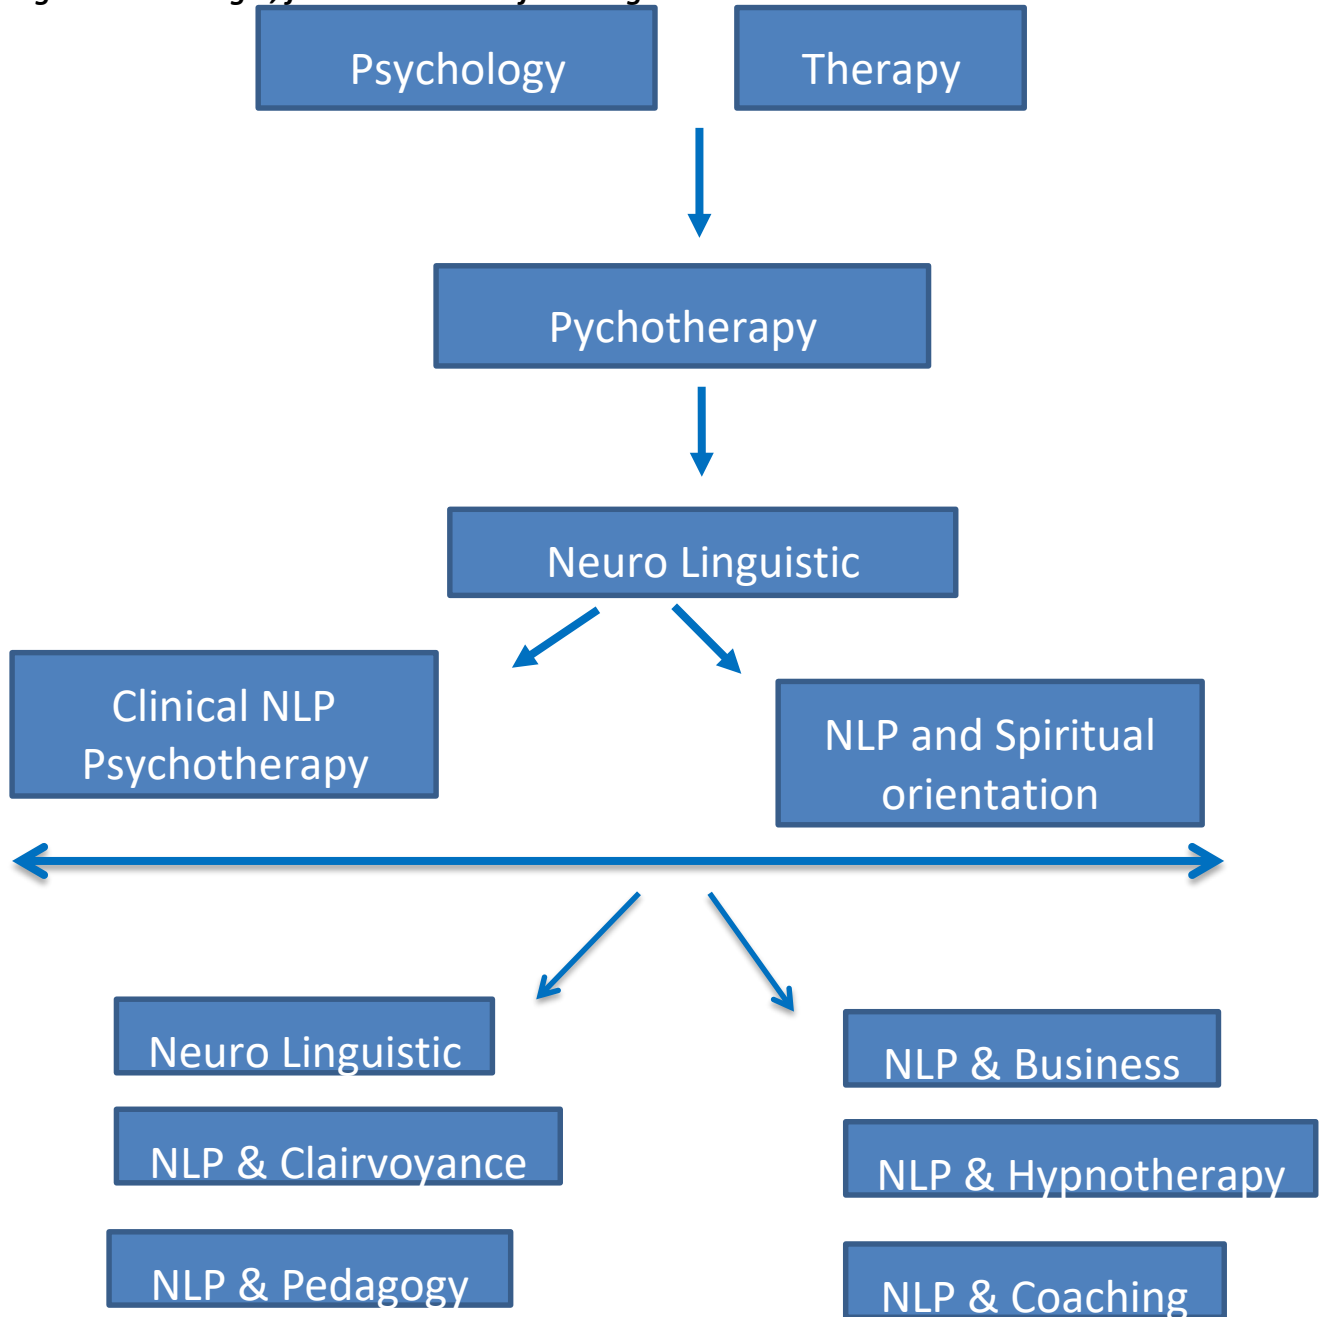 Psychology
Therapy
Pychotherapy
Neuro Linguistic
Clinical NLP
Psychotherapy
NLP and Spiritual
orientation
Neuro Linguistic
NLP & Clairvoyance
NLP & Pedagogy
NLP & Business
NLP & Hypnotherapy
NLP & Coaching